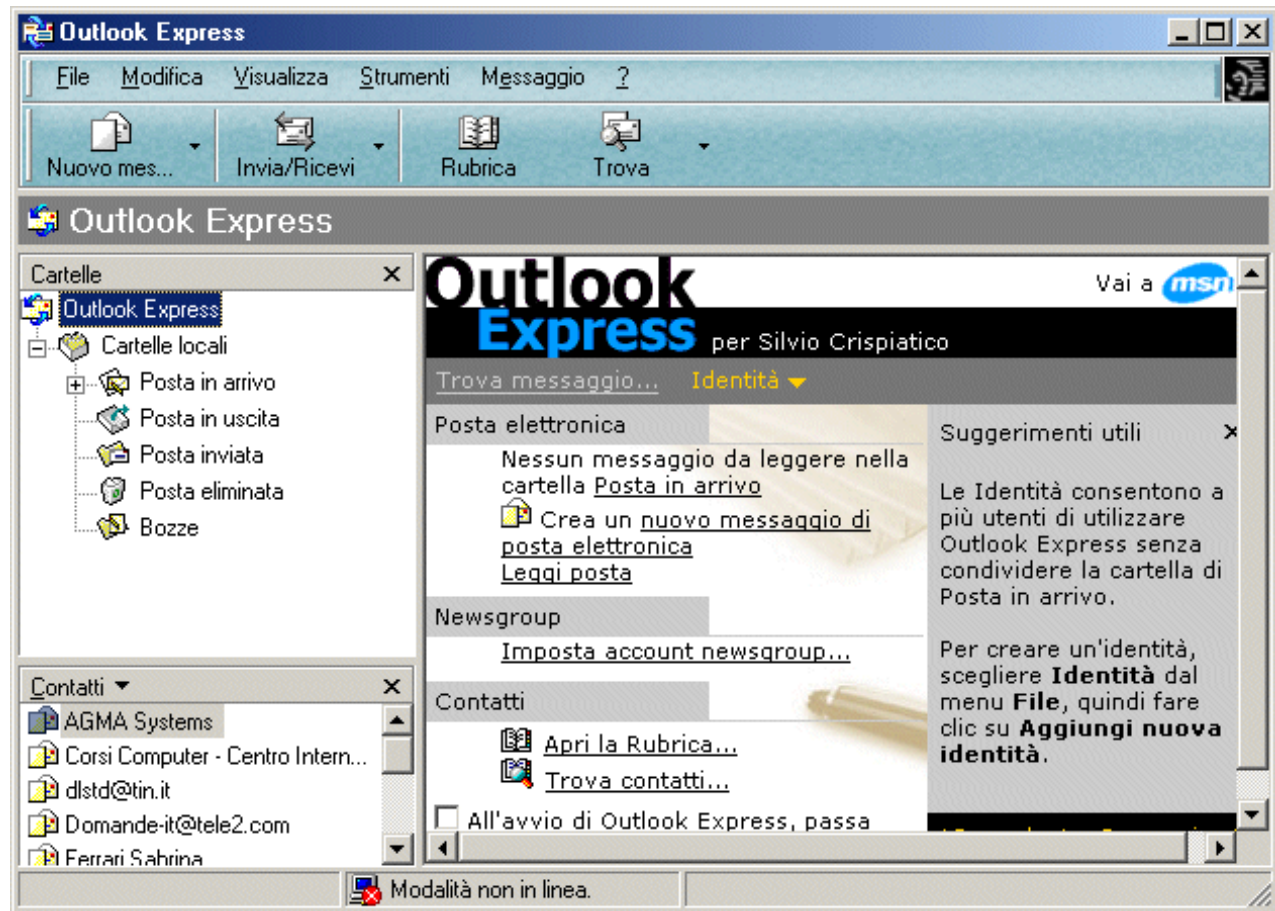 Outlook Express
File Modifica Visualizza Strumenti Messaggio ?
Nuovo mes... Invia/Ricevi Rubrica Trova
Outlook Express
Cartelle
Outlook Express
Cartelle locali
Posta in arrivo
Posta in uscita
Posta inviata
Posta eliminata
Bozze
Contatti
AGMA Systems
Corsi Computer - Centro Intern...
dlstd@tin.it
Domande-it@tele2.com
Ferrari Sabrina
Outlook
Express per Silvio Crispiatico
Vai a msn
Trova messaggio... Identità
Posta elettronica
Nessun messaggio da leggere nella
cartella Posta in arrivo
Crea un nuovo messaggio di
posta elettronica
Leggi posta
Newsgroup
Imposta account newsgroup...
Contatti
Apri la Rubrica...
Trova contatti...
All'avvio di Outlook Express, passa
Suggerimenti utili
Le Identità consentono a
più utenti di utilizzare
Outlook Express senza
condividere la cartella di
Posta in arrivo.
Per creare un'identità,
scegliere Identità dal
menu File, quindi fare
clic su Aggiungi nuova
identità.
Modalità non in linea.